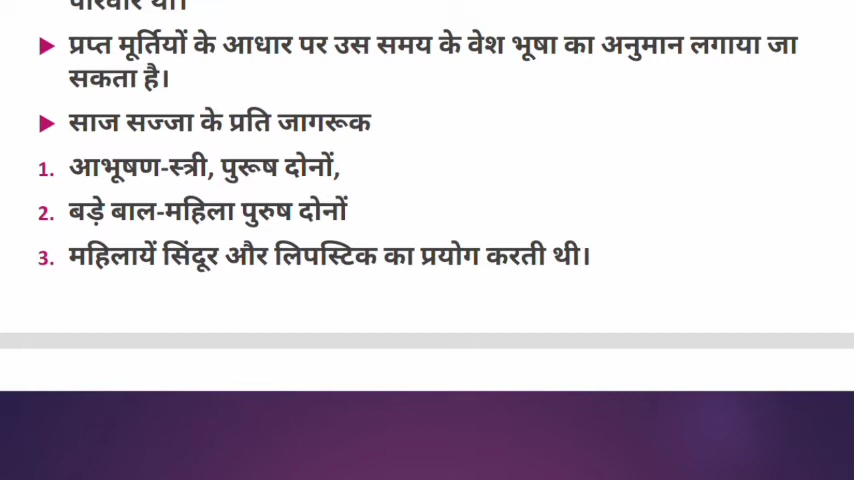 परिवार था।
▶ प्रप्त मूर्तियों के आधार पर उस समय के वेश भूषा का अनुमान लगाया जा
सकता है।
▶ साज सज्जा के प्रति जागरूक
1. आभूषण-स्त्री, पुरूष दोनों,
2. बड़े बाल-महिला पुरुष दोनों
3. महिलायें सिंदूर और लिपस्टिक का प्रयोग करती थी।